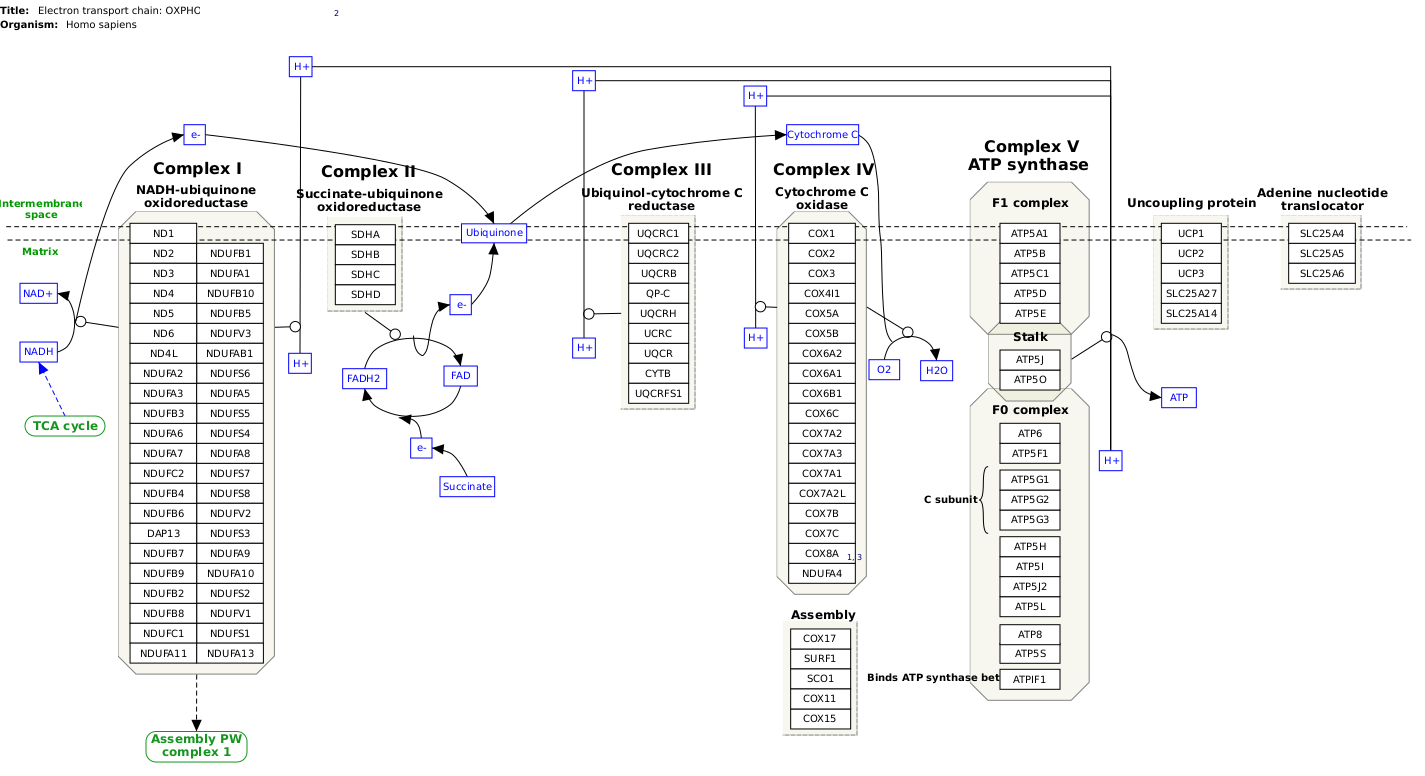 Title: Electron transport chain: OXPHO
Organism: Homo sapiens
2
H+
H+
H+
e-
Cytochrome C
Complex I
NADH-ubiquinone
oxidoreductase
Complex II
Succinate-ubiquinone
oxidoreductase
Complex III
Ubiquinol-cytochrome C
reductase
Complex IV
Cytochrome C
oxidase
Complex V
ATP synthase
F1 complex
Uncoupling protein
Adenine nucleotide
translocator
Intermembrane
space
Matrix
NAD+
NADH
TCA cycle
ND1
ND2
ND3
ND4
ND5
ND6
ND4L
NDUFA2
NDUFA3
NDUFB3
NDUFA6
NDUFA7
NDUFC2
NDUFB4
NDUFB6
DAP13
NDUFB7
NDUFB9
NDUFB2
NDUFB8
NDUFC1
NDUFA11
NDUFB1
NDUFA1
NDUFB10
NDUFB5
NDUFV3
NDUFAB1
NDUFS6
NDUFA5
NDUFS5
NDUFS4
NDUFA8
NDUFS7
NDUFS8
NDUFV2
NDUFS3
NDUFA9
NDUFA10
NDUFS2
NDUFV1
NDUFS1
NDUFA13
Assembly PW
complex 1
H+
SDHA
SDHB
SDHC
SDHD
Ubiquinone
e-
FADH2
FAD
e-
Succinate
H+
UQCRC1
UQCRC2
UQCRB
QP-C
UQCRH
UCRC
UQCR
CYTB
UQCRFS1
H+
COX1
COX2
COX3
COX4I1
COX5A
COX5B
COX6A2
COX6A1
COX6B1
COX6C
COX7A2
COX7A3
COX7A1
COX7A2L
COX7B
COX7C
COX8A
1, 3
NDUFA4
O2
H2O
Assembly
COX17
SURF1
SCO1
COX11
COX15
ATP5A1
ATP5B
ATP5C1
ATP5D
ATP5E
Stalk
ATP5J
ATP5O
F0 complex
ATP6
ATP5F1
C subunit
ATP5G1
ATP5G2
ATP5G3
ATP5H
ATP5I
ATP5J2
ATP5L
ATP8
ATP5S
Binds ATP synthase bet
ATPIF1
H+
ATP
UCP1
UCP2
UCP3
SLC25A27
SLC25A14
SLC25A4
SLC25A5
SLC25A6